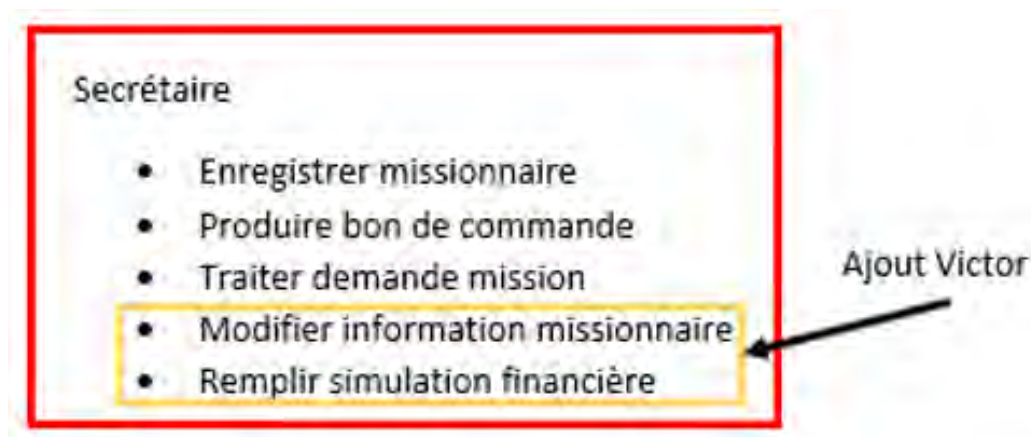 Secrétaire
• Enregistrer missionnaire
• Produire bon de commande
• Traiter demande mission
• Modifier information missionnaire
• Remplir simulation financière
Ajout Victor